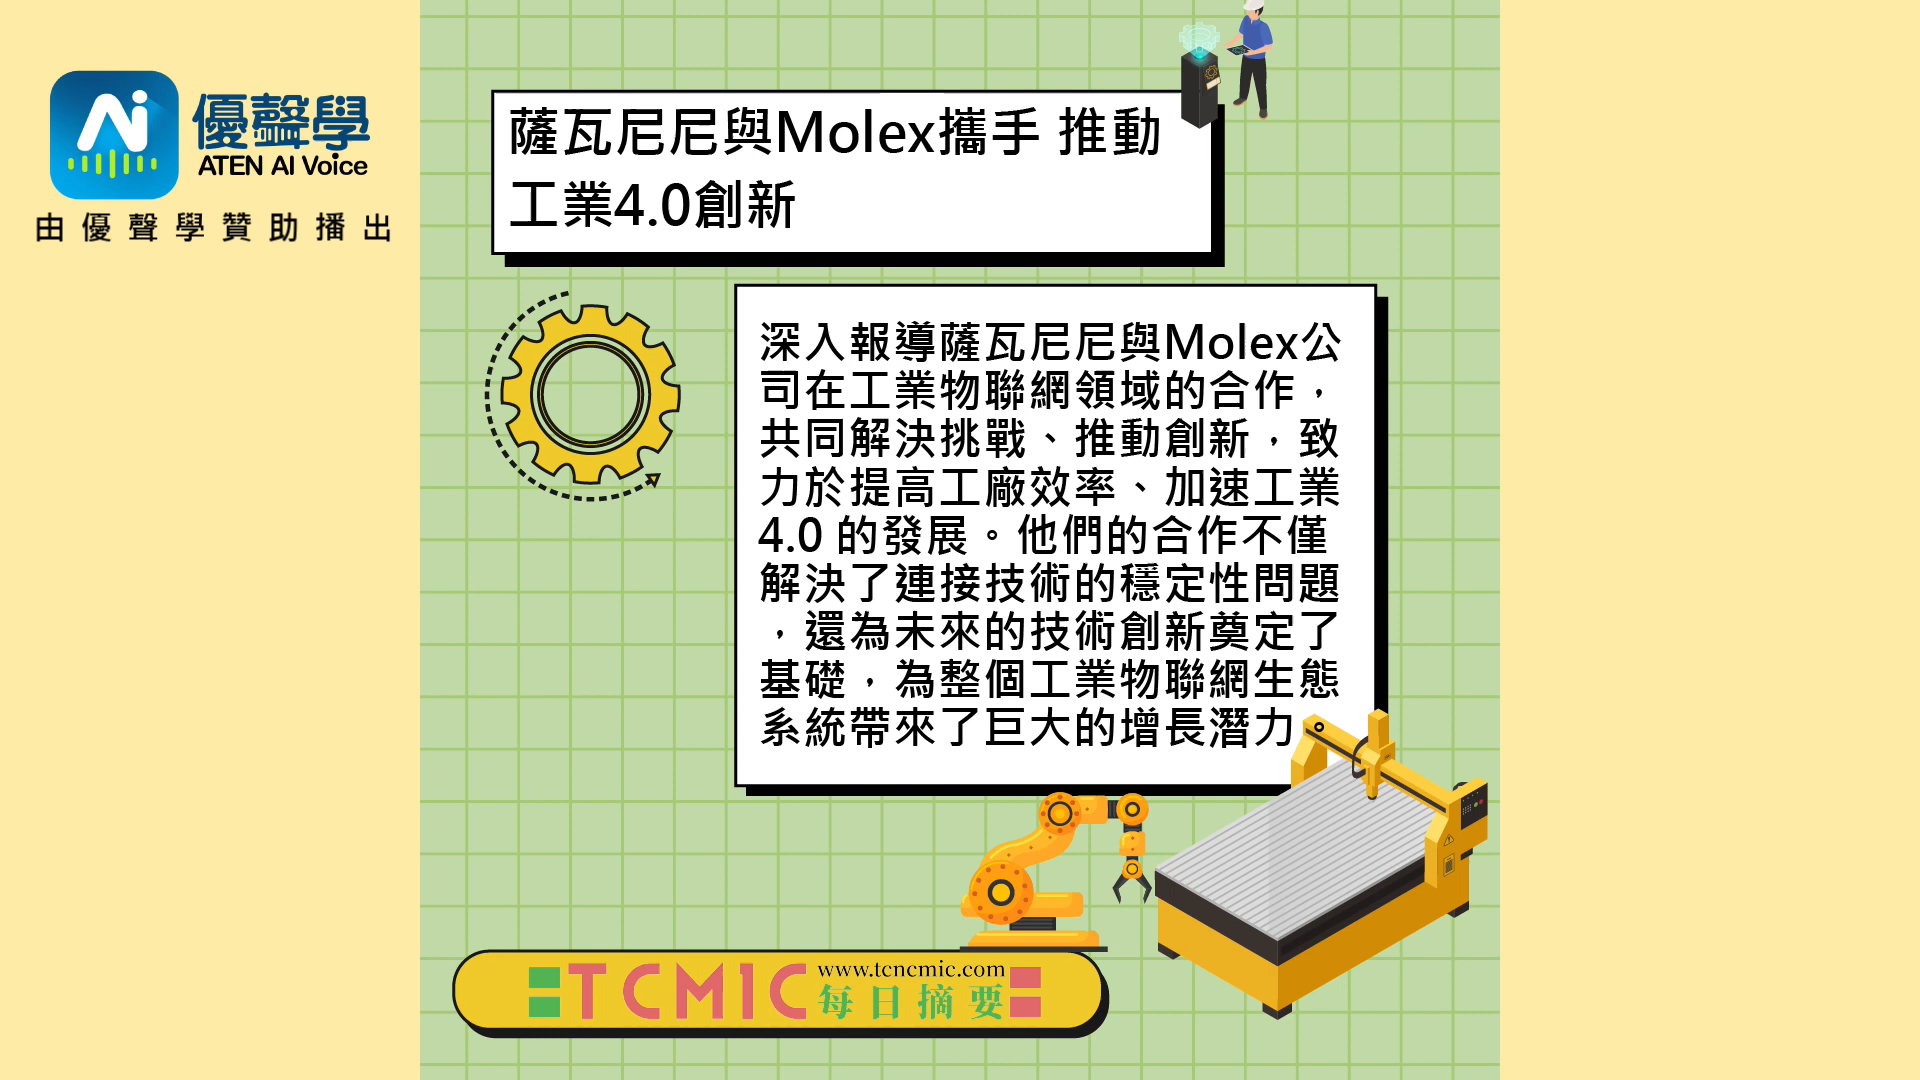 優聲學
ATEN AI Voice
由優聲學贊助播出
薩瓦尼尼與Molex攜手 推動
工業4.0創新
深入報導薩瓦尼尼與Molex公
司在工業物聯網領域的合作，
共同解決挑戰、推動創新，致
力於提高工廠效率、加速工業
4.0 的發展。他們的合作不僅
解決了連接技術的穩定性問題
，還為未來的技術創新奠定了
基礎，為整個工業物聯網生態
系統帶來了巨大的增長潛力
TCMIC
www.tcncmic.com
每日摘要